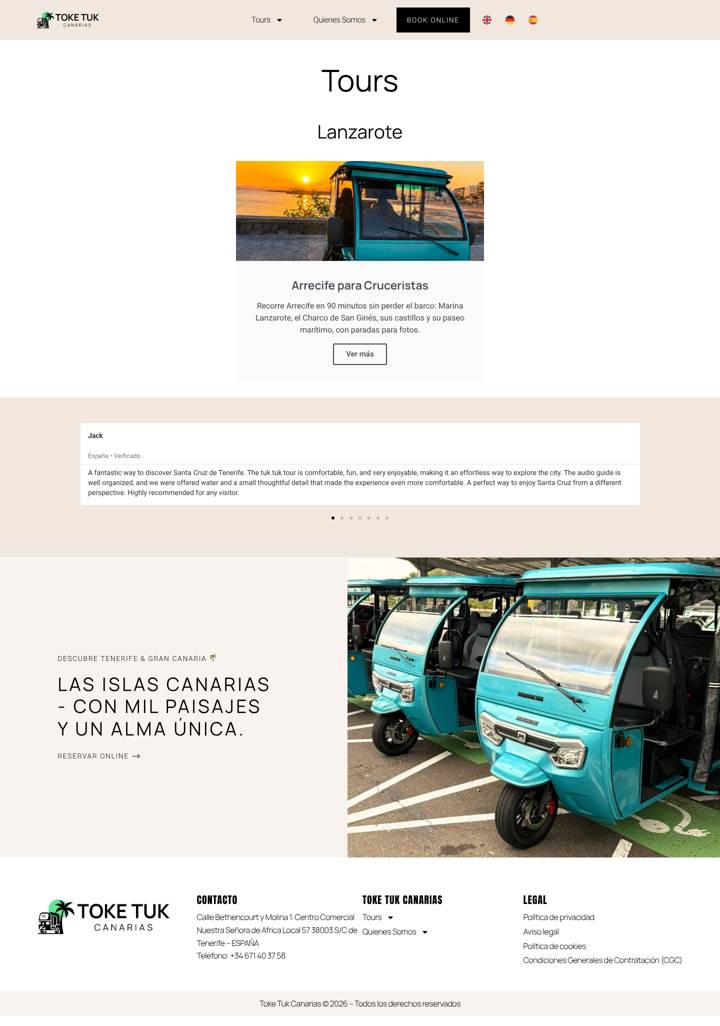 TOKE TUK
CANARIAS
Tours
Quienes Somos
BOOK ONLINE
Tours
Lanzarote
Arrecife para Cruceristas
Recorre Arrecife en 90 minutos sin perder el barco: Marina
Lanzarote, el Charco de San Ginés, sus castillos y su paseo
marítimo, con paradas para fotos.
Ver más
Jack
España • Verficado
A fantastic way to discover Santa Cruz de Tenerife. The tuk tuk tour is comfortable, fun, and very enjoyable, making it an effortless way to explore the city. The audio guide is
well organized, and we were offered water and a small thoughtful detail that made the experience even more comfortable. A perfect way to enjoy Santa Cruz from a different
perspective. Highly recommended for any visitor.
DESCUBRE TENERIFE & GRAN CANARIA
LAS ISLAS CANARIAS
- CON MIL PAISAJES
Y UN ALMA ÚNICA.
RESERVAR ONLINE →
TOKE TUK
CANARIAS
CONTACTO
Calle Bethencourt y Molina 1. Centro Comercial
Nuestra Señora de Africa Local 57 38003 S/C de
Tenerife – ESPAÑA
Teléfono: +34 671 40 37 58
TOKE TUK CANARIAS
Tours
Quienes Somos
LEGAL
Política de privacidad
Aviso legal
Política de cookies
Condiciones Generales de Contratación (CGC)
Toke Tuk Canarias © 2026 – Todos los derechos reservados